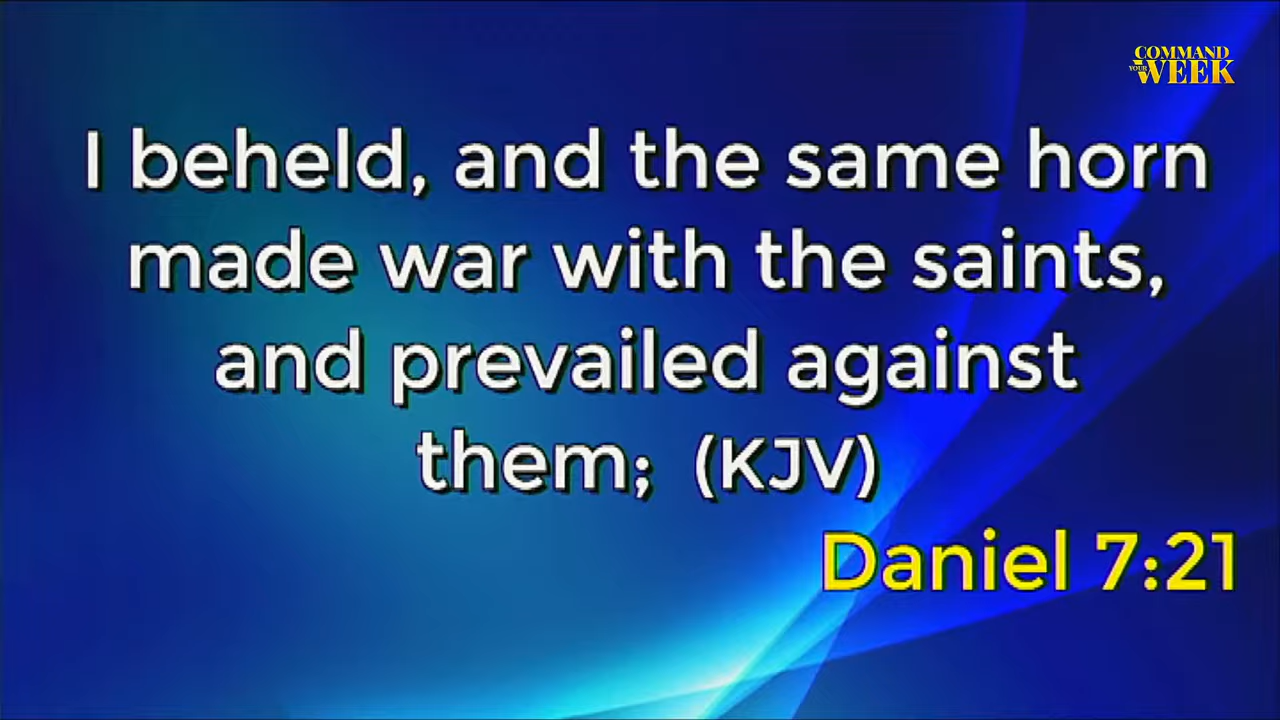 COMMAND
YOUR WEEK
I beheld, and the same horn
made war with the saints,
and prevailed against
them; (KJV)
Daniel 7:21